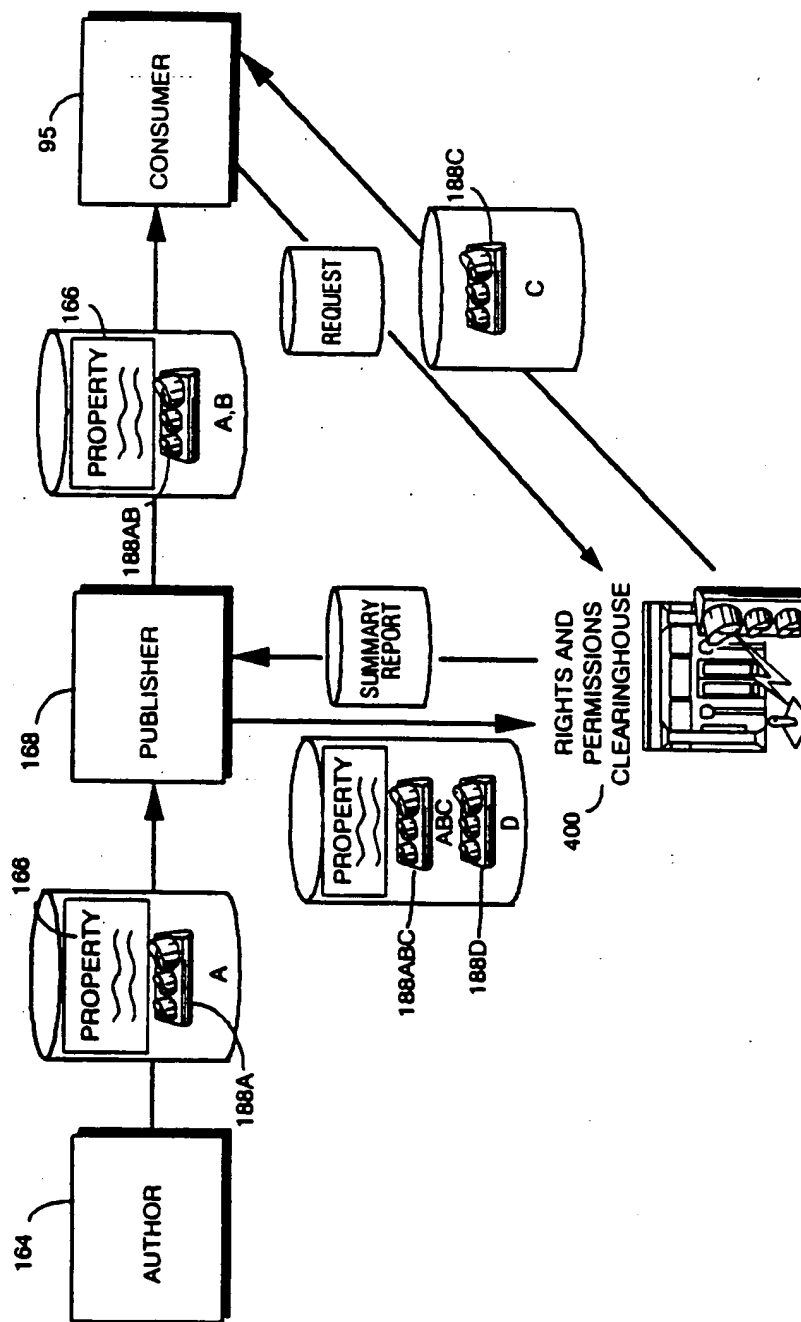 164
AUTHOR
166
PROPERTY
A
188A
168
PUBLISHER
188AB
166
PROPERTY
A,B
95
CONSUMER
PROPERTY
188ABC
ABC
188D
D
SUMMARY
REPORT
REQUEST
188C
C
400
RIGHTS AND
PERMISSIONS
CLEARINGHOUSE